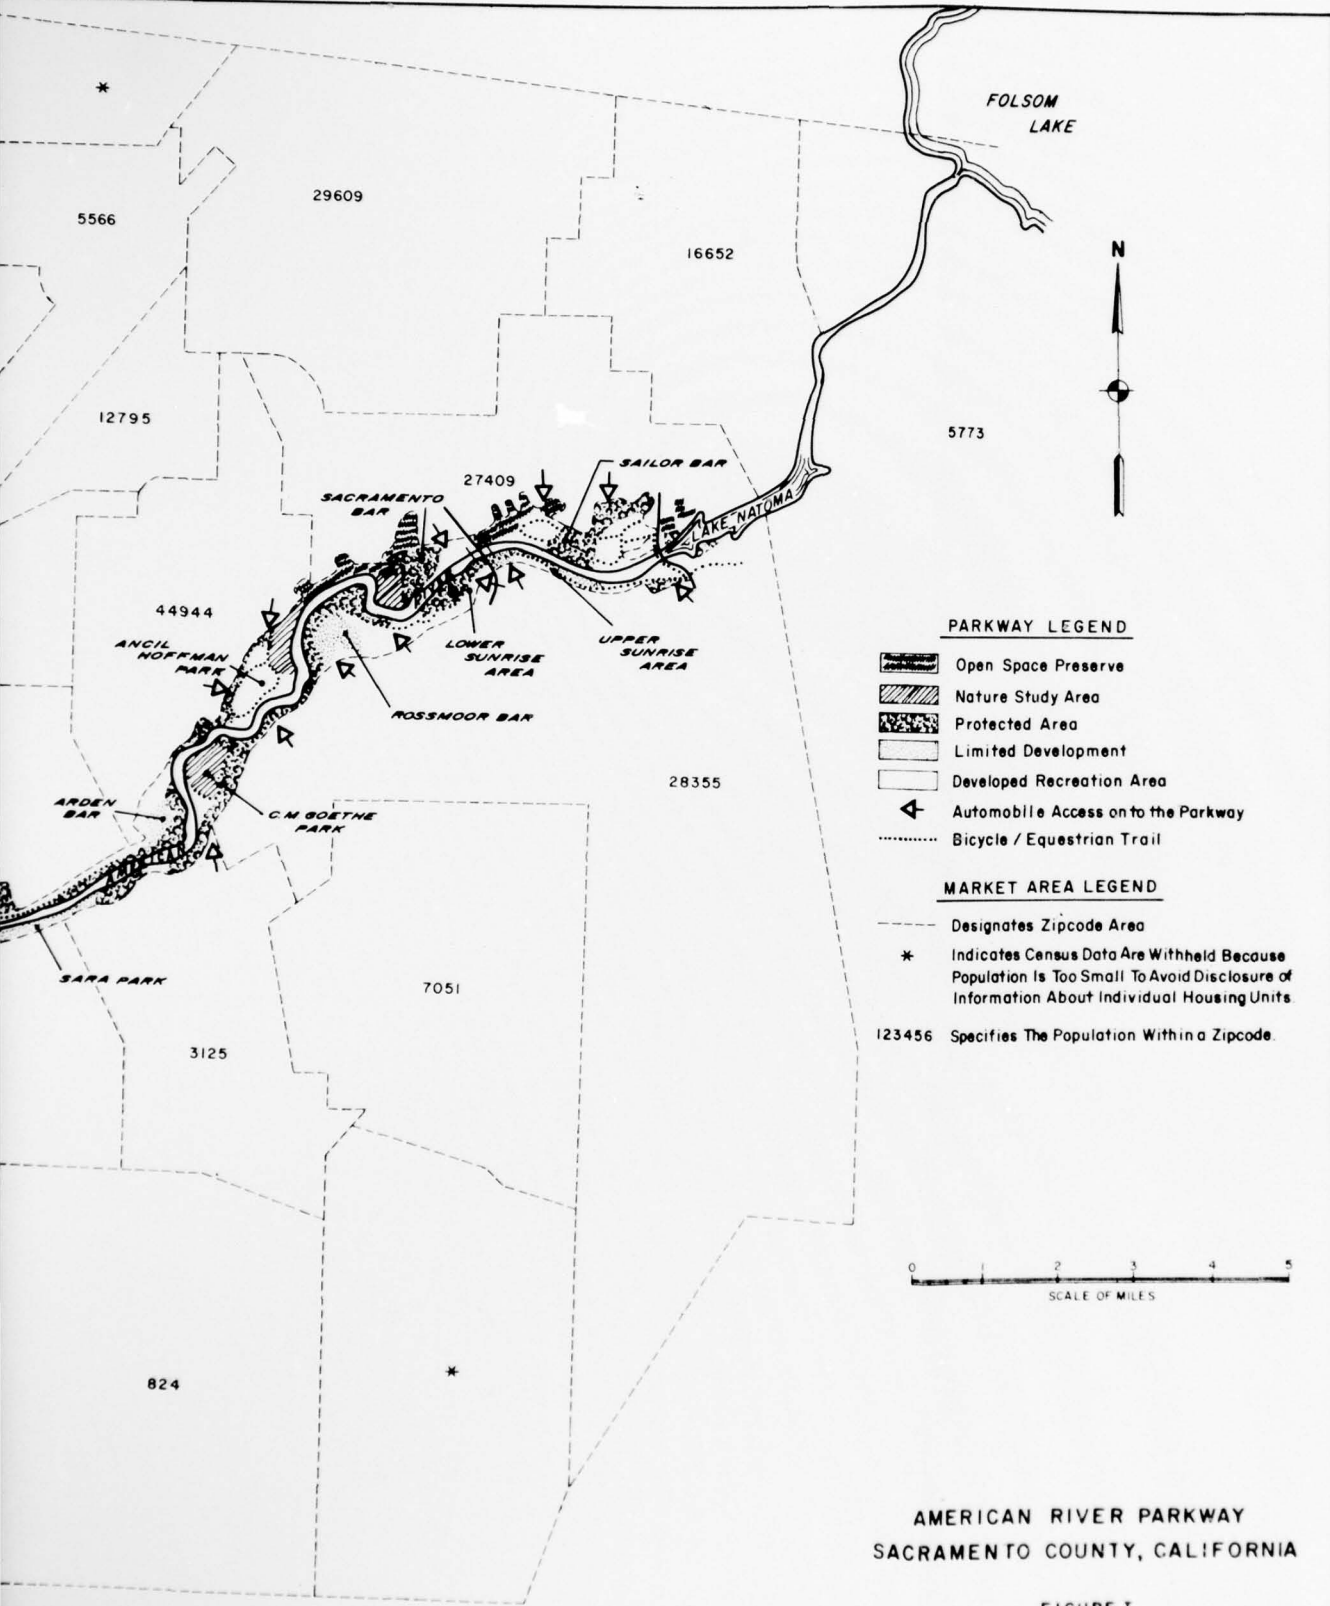 FOLSOM
LAKE
*
29609
5566
16652
N
12795
5773
SAILOR BAR
27409
SACRAMENTO
BAR
LAKE NATOMA
44944
ANCIL
HOFFMAN
PARK
LOWER
SUNRISE
AREA
UPPER
SUNRISE
AREA
ROSSMOOR BAR
28355
ARDEN
BAR
C.M GOETHE
PARK
AMERICAN
SARA PARK
7051
3125
824
*
PARKWAY LEGEND
Open Space Preserve
Nature Study Area
Protected Area
Limited Development
Developed Recreation Area
Automobile Access on to the Parkway
Bicycle / Equestrian Trail
MARKET AREA LEGEND
Designates Zipcode Area
* Indicates Census Data Are Withheld Because
Population Is Too Small To Avoid Disclosure of
Information About Individual Housing Units
123456 Specifies The Population Within a Zipcode.
0 1 2 3 4 5
SCALE OF MILES
AMERICAN RIVER PARKWAY
SACRAMENTO COUNTY, CALIFORNIA
FIGURE I